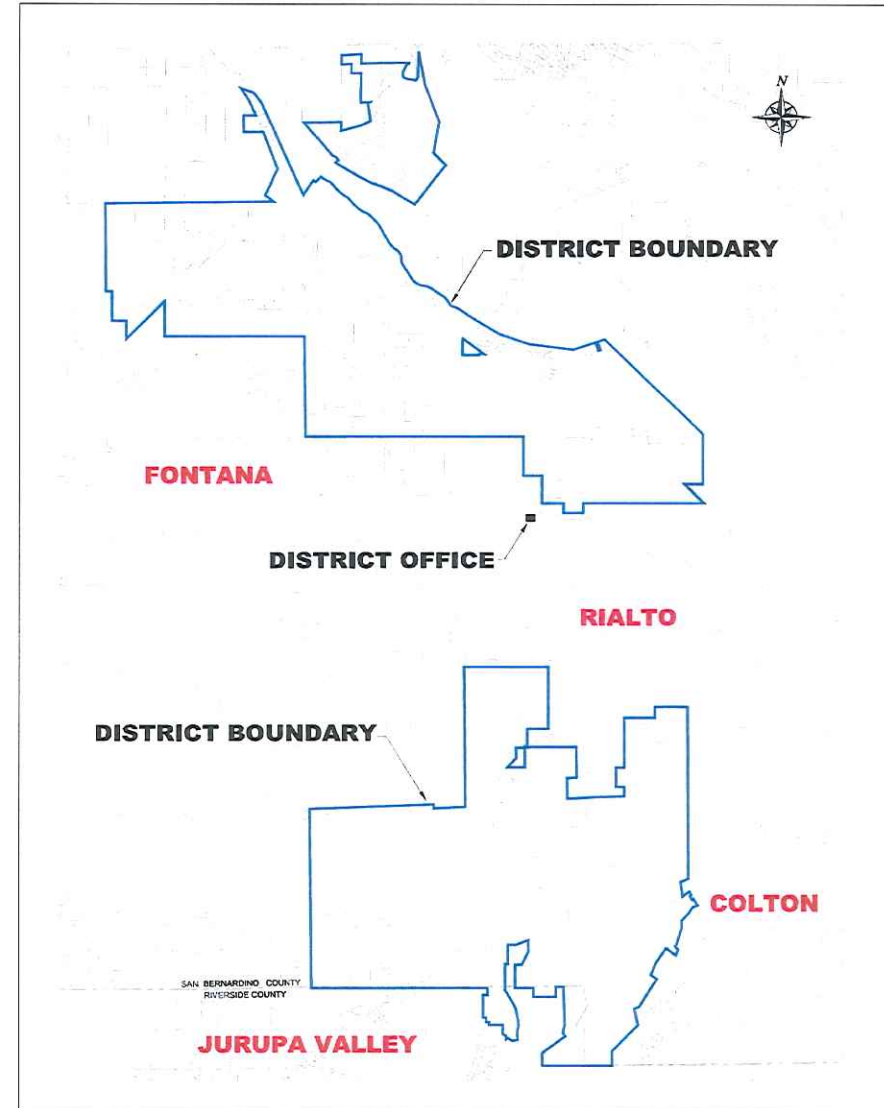 N
DISTRICT BOUNDARY
FONTANA
DISTRICT OFFICE
RIALTO
DISTRICT BOUNDARY
COLTON
SAN BERNARDINO COUNTY
RIVERSIDE COUNTY
JURUPA VALLEY